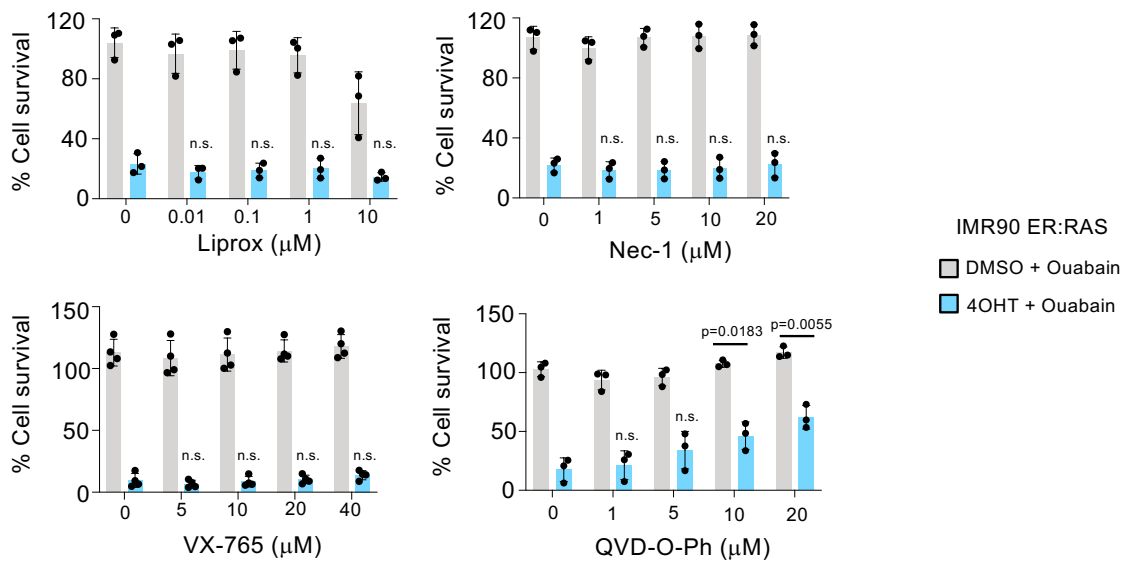 % Cell survival
120
80
40
0
n.s. n.s. n.s. n.s.
0 0.01 0.1 1 10
Liprox (μM)
% Cell survival
120
80
40
0
n.s. n.s. n.s. n.s.
0 1 5 10 20
Nec-1 (μM)
IMR90 ER:RAS
DMSO + Ouabain
4OHT + Ouabain
% Cell survival
150
100
50
0
n.s. n.s. n.s. n.s.
0 5 10 20 40
VX-765 (μM)
% Cell survival
150
100
50
0
p=0.0183 p=0.0055
n.s. n.s.
0 1 5 10 20
QVD-O-Ph (μM)